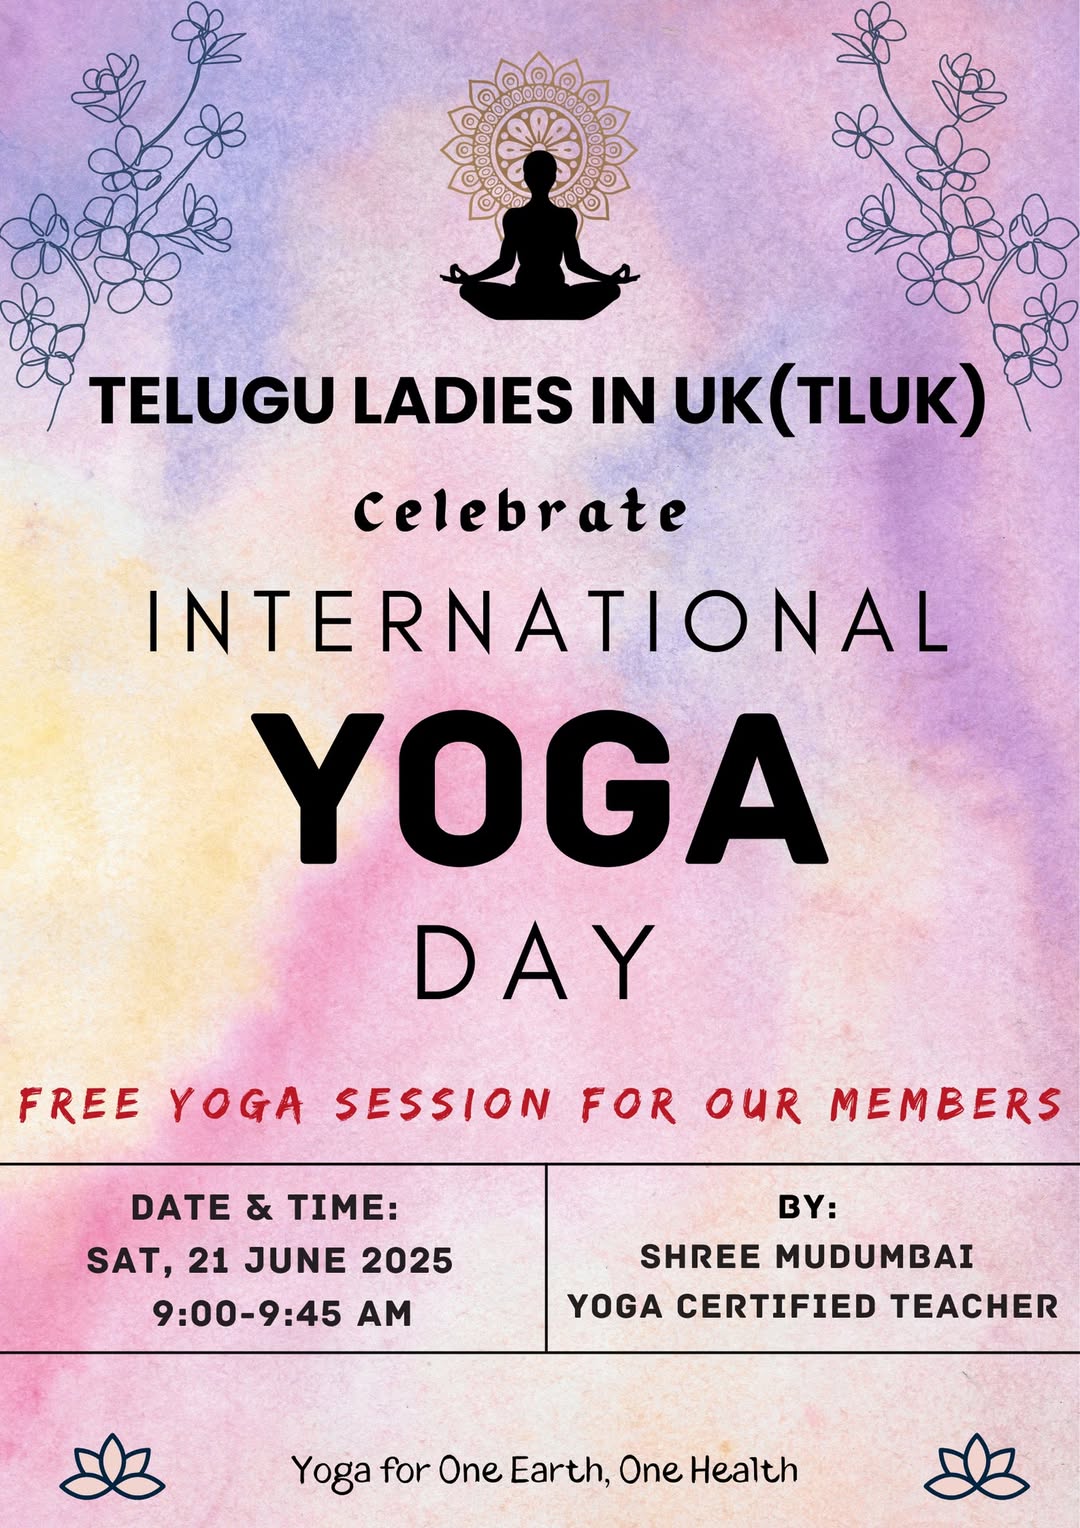 TELUGU LADIES IN UK(TLUK)
Celebrate
INTERNATIONAL
YOGA
DAY
FREE YOGA SESSION FOR OUR MEMBERS
DATE & TIME:
SAT, 21 JUNE 2025
9:00-9:45 AM
BY:
SHREE MUDUMBAI
YOGA CERTIFIED TEACHER
Yoga for One Earth, One Health